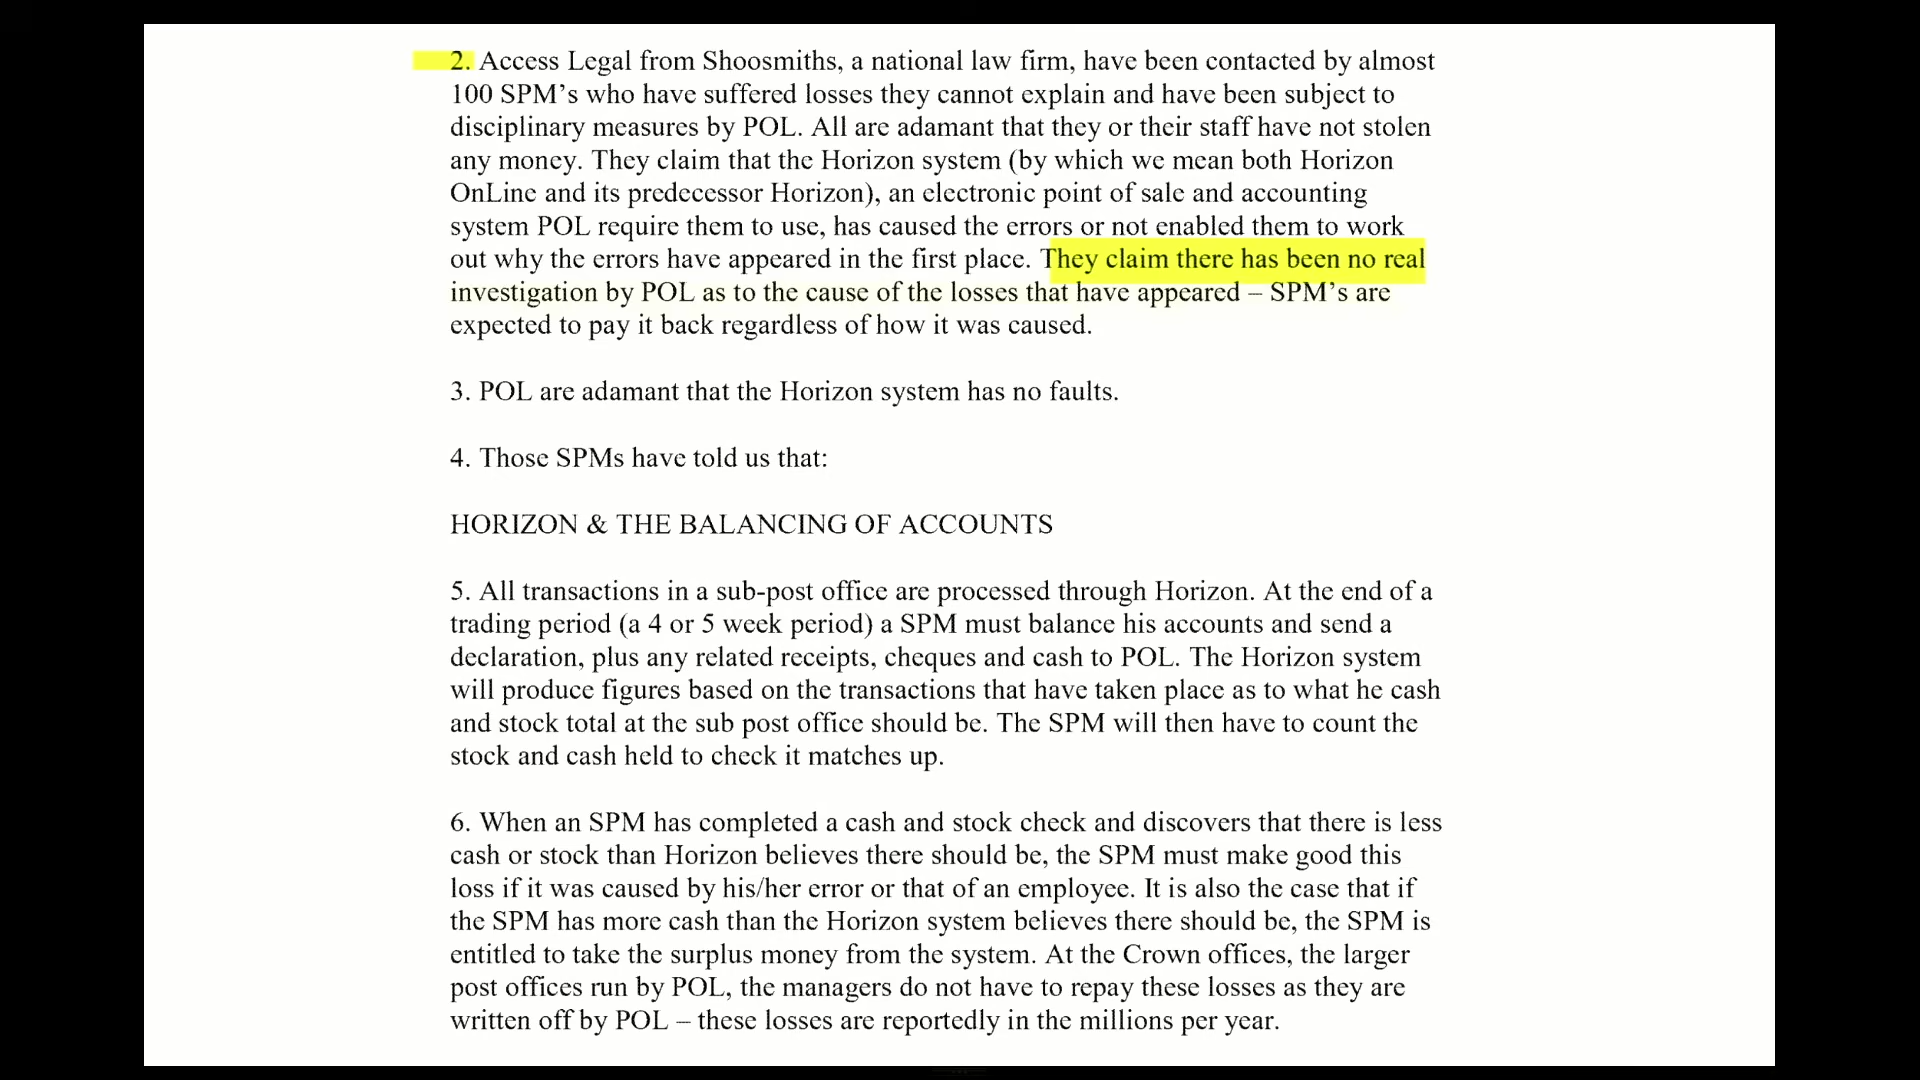 2. Access Legal from Shoosmiths, a national law firm, have been contacted by almost
100 SPM’s who have suffered losses they cannot explain and have been subject to
disciplinary measures by POL. All are adamant that they or their staff have not stolen
any money. They claim that the Horizon system (by which we mean both Horizon
OnLine and its predecessor Horizon), an electronic point of sale and accounting
system POL require them to use, has caused the errors or not enabled them to work
out why the errors have appeared in the first place. They claim there has been no real
investigation by POL as to the cause of the losses that have appeared – SPM’s are
expected to pay it back regardless of how it was caused.
3. POL are adamant that the Horizon system has no faults.
4. Those SPMs have told us that:
HORIZON & THE BALANCING OF ACCOUNTS
5. All transactions in a sub-post office are processed through Horizon. At the end of a
trading period (a 4 or 5 week period) a SPM must balance his accounts and send a
declaration, plus any related receipts, cheques and cash to POL. The Horizon system
will produce figures based on the transactions that have taken place as to what he cash
and stock total at the sub post office should be. The SPM will then have to count the
stock and cash held to check it matches up.
6. When an SPM has completed a cash and stock check and discovers that there is less
cash or stock than Horizon believes there should be, the SPM must make good this
loss if it was caused by his/her error or that of an employee. It is also the case that if
the SPM has more cash than the Horizon system believes there should be, the SPM is
entitled to take the surplus money from the system. At the Crown offices, the larger
post offices run by POL, the managers do not have to repay these losses as they are
written off by POL – these losses are reportedly in the millions per year.